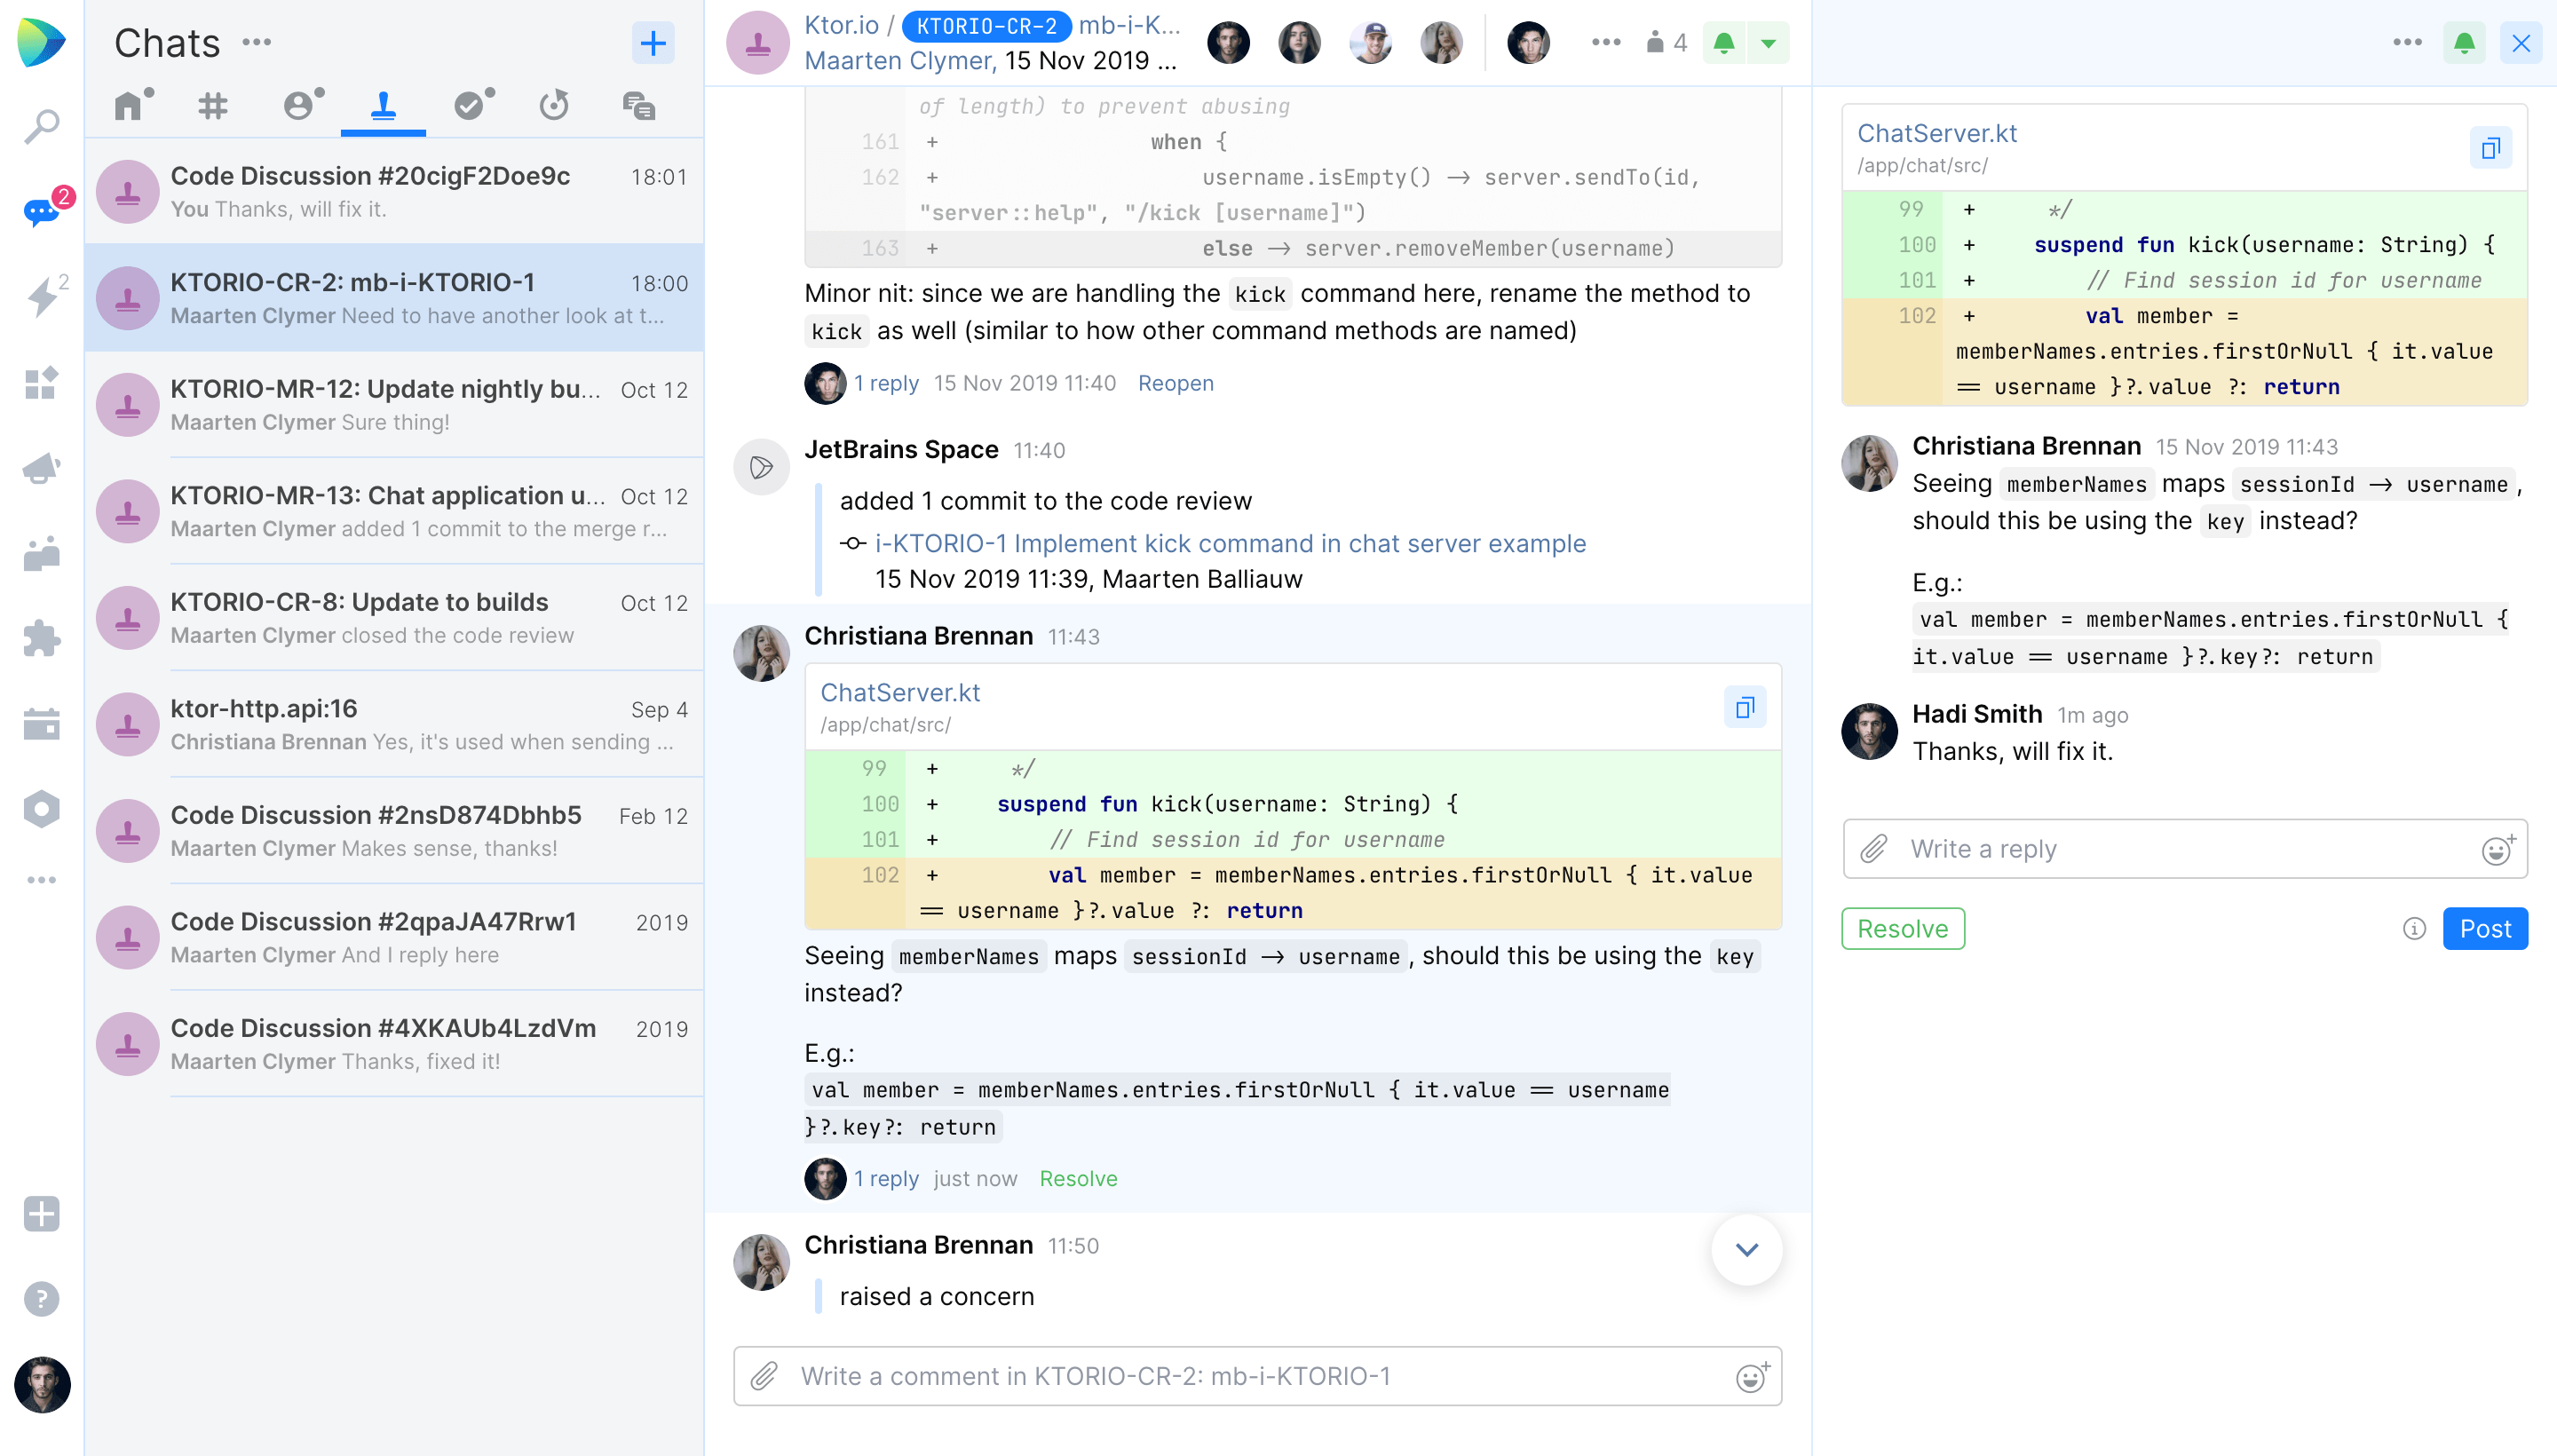 2
2
Chats
Code Discussion #20cigF2Doe9c 18:01
You Thanks, will fix it.
KTORIO-CR-2: mb-i-KTORIO-1 18:00
Maarten Clymer Need to have another look at t...
KTORIO-MR-12: Update nightly bu... Oct 12
Maarten Clymer Sure thing!
KTORIO-MR-13: Chat application u... Oct 12
Maarten Clymer added 1 commit to the merge r...
KTORIO-CR-8: Update to builds Oct 12
Maarten Clymer closed the code review
ktor-http.api:16 Sep 4
Christiana Brennan Yes, it's used when sending ...
Code Discussion #2nsD874Dbhb5 Feb 12
Maarten Clymer Makes sense, thanks!
Code Discussion #2qpaJA47Rrw1 2019
Maarten Clymer And I reply here
Code Discussion #4XKAUb4LzdVm 2019
Maarten Clymer Thanks, fixed it!
Ktor.io / KTORIO-CR-2 mb-i-K...
Maarten Clymer, 15 Nov 2019 ...
4
of length) to prevent abusing
161 + when {
162 + username.isEmpty() -> server.sendTo(id,
"server::help", "/kick [username]")
163 + else -> server.removeMember(username)
Minor nit: since we are handling the kick command here, rename the method to
kick as well (similar to how other command methods are named)
1 reply 15 Nov 2019 11:40 Reopen
JetBrains Space 11:40
added 1 commit to the code review
i-KTORIO-1 Implement kick command in chat server example
15 Nov 2019 11:39, Maarten Balliauw
Christiana Brennan 11:43
ChatServer.kt
/app/chat/src/
99 + */
100 + suspend fun kick(username: String) {
101 + // Find session id for username
102 + val member = memberNames.entries.firstOrNull { it.value
== username }?.value ?: return
Seeing memberNames maps sessionId -> username, should this be using the key
instead?
E.g.:
val member = memberNames.entries.firstOrNull { it.value == username
}?.key?: return
1 reply just now Resolve
Christiana Brennan 11:50
raised a concern
Write a comment in KTORIO-CR-2: mb-i-KTORIO-1
ChatServer.kt
/app/chat/src/
99 + */
100 + suspend fun kick(username: String) {
101 + // Find session id for username
102 + val member =
memberNames.entries.firstOrNull { it.value
== username }?.value ?: return
Christiana Brennan 15 Nov 2019 11:43
Seeing memberNames maps sessionId -> username,
should this be using the key instead?
E.g.:
val member = memberNames.entries.firstOrNull {
it.value == username }?.key?: return
Hadi Smith 1m ago
Thanks, will fix it.
Write a reply
Resolve
Post